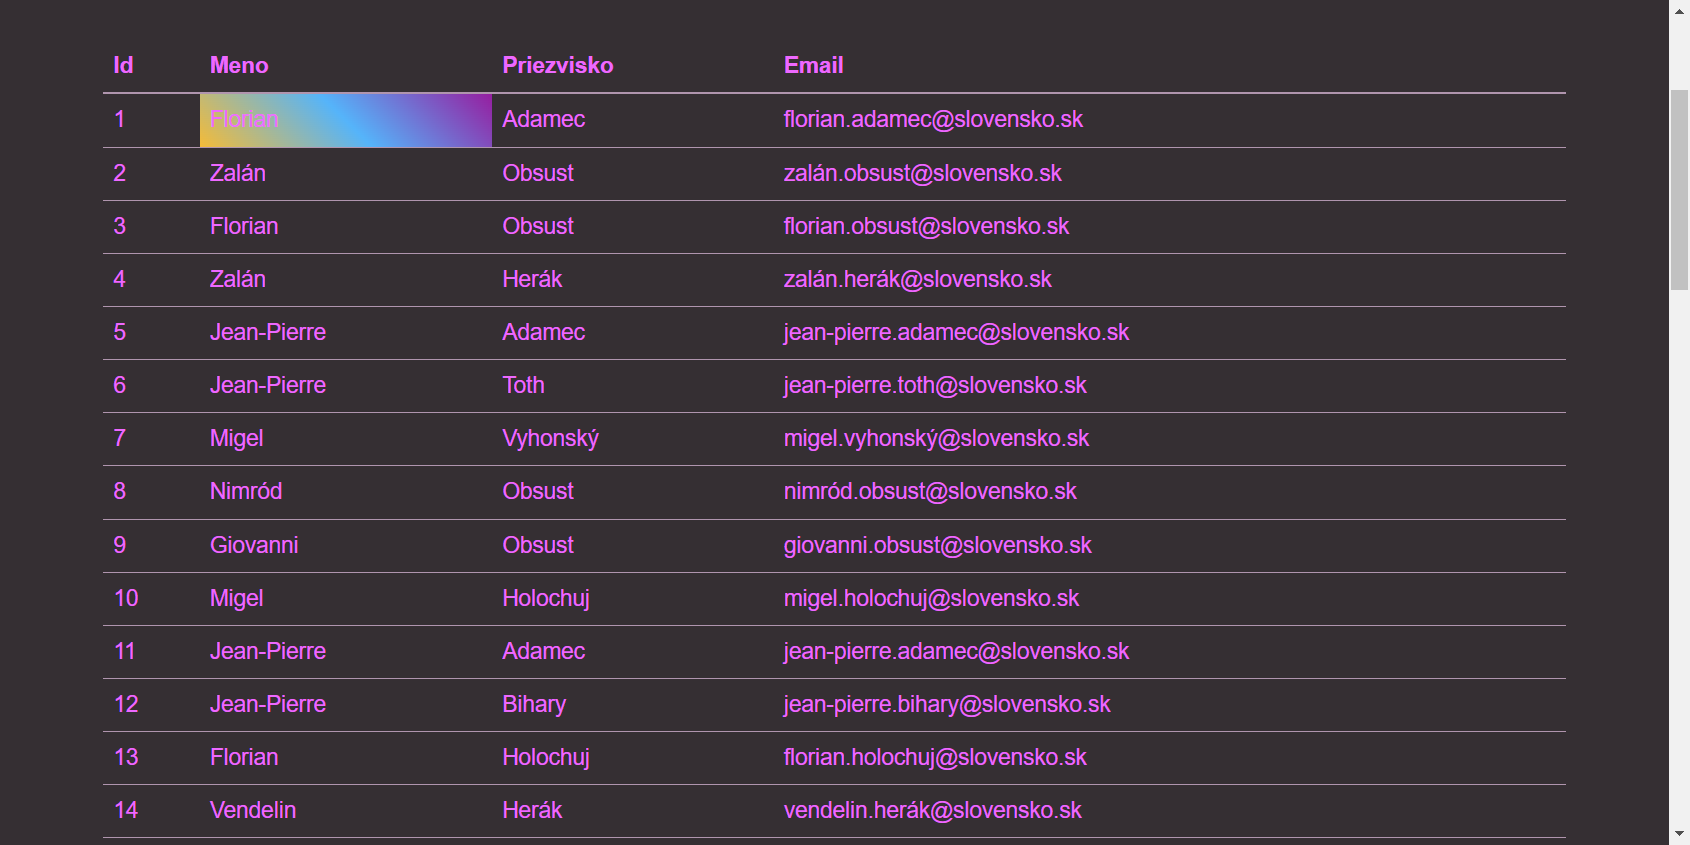 Id Meno Priezvisko Email
1 Florian Adamec florian.adamec@slovensko.sk
2 Zalán Obsust zalán.obsust@slovensko.sk
3 Florian Obsust florian.obsust@slovensko.sk
4 Zalán Herák zalán.herák@slovensko.sk
5 Jean-Pierre Adamec jean-pierre.adamec@slovensko.sk
6 Jean-Pierre Toth jean-pierre.toth@slovensko.sk
7 Migel Vyhonský migel.vyhonský@slovensko.sk
8 Nimród Obsust nimród.obsust@slovensko.sk
9 Giovanni Obsust giovanni.obsust@slovensko.sk
10 Migel Holochuj migel.holochuj@slovensko.sk
11 Jean-Pierre Adamec jean-pierre.adamec@slovensko.sk
12 Jean-Pierre Bihary jean-pierre.bihary@slovensko.sk
13 Florian Holochuj florian.holochuj@slovensko.sk
14 Vendelin Herák vendelin.herák@slovensko.sk